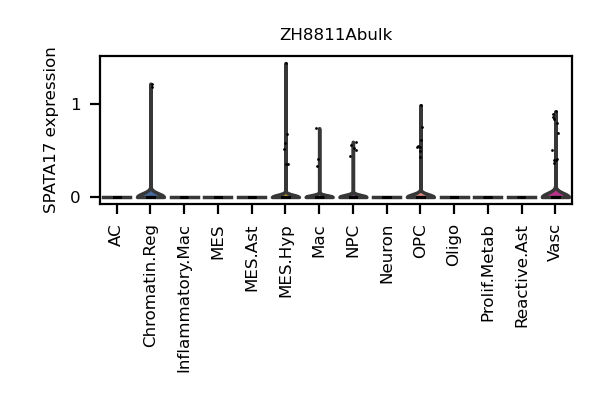 ZH8811Abulk
SPATA17 expression
1
0
AC
Chromatin.Reg
Inflammatory.Mac
MES
MES.Ast
MES.Hyp
Mac
NPC
Neuron
OPC
Oligo
Prolif.Metab
Reactive.Ast
Vasc